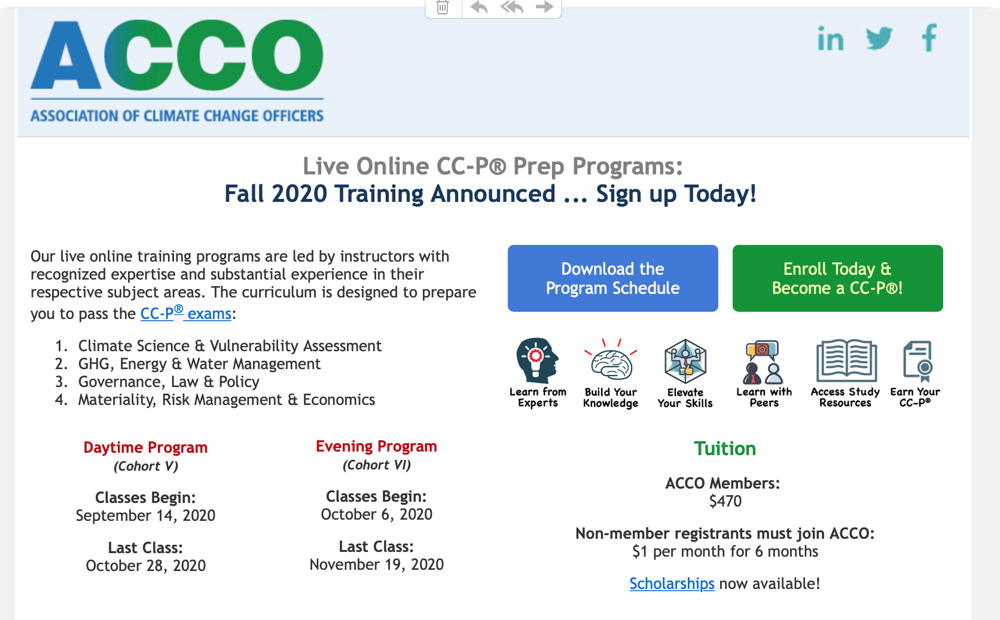 ACCO
ASSOCIATION OF CLIMATE CHANGE OFFICERS
in
f
Live Online CC-P® Prep Programs:
Fall 2020 Training Announced ... Sign up Today!
Our live online training programs are led by instructors with
recognized expertise and substantial experience in their
respective subject areas. The curriculum is designed to prepare
you to pass the CC-P® exams:
1. Climate Science & Vulnerability Assessment
2. GHG, Energy & Water Management
3. Governance, Law & Policy
4. Materiality, Risk Management & Economics
Download the
Program Schedule
Enroll Today &
Become a CC-P®!
Learn from
Experts
Build Your
Knowledge
Elevate
Your Skills
Learn with
Peers
Access Study
Resources
Earn Your
CC-P®
Daytime Program
(Cohort V)
Classes Begin:
September 14, 2020
Last Class:
October 28, 2020
Evening Program
(Cohort VI)
Classes Begin:
October 6, 2020
Last Class:
November 19, 2020
Tuition
ACCO Members:
$470
Non-member registrants must join ACCO:
$1 per month for 6 months
Scholarships now available!